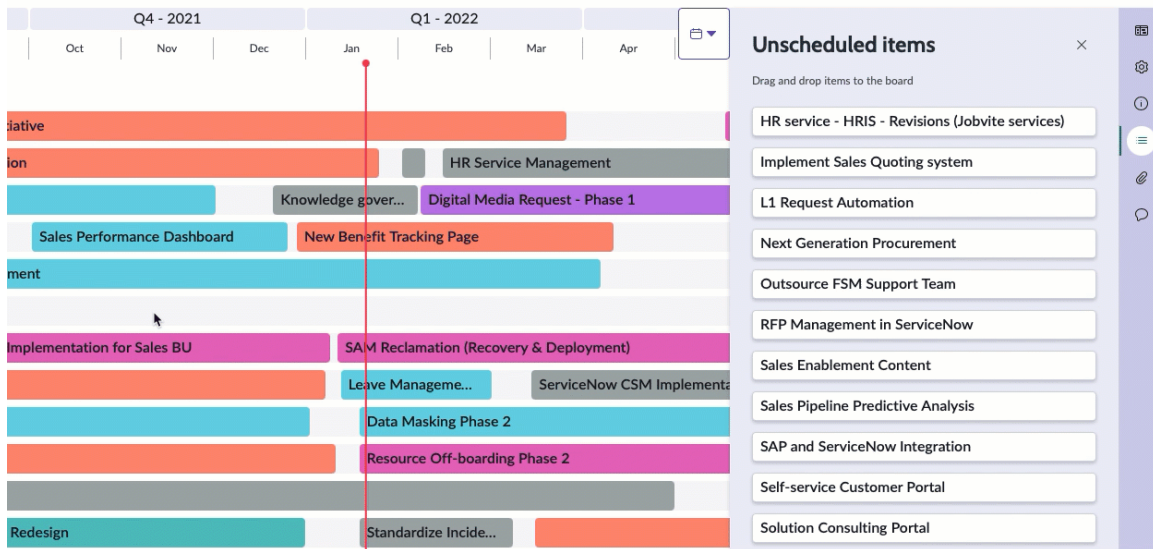 Q4 - 2021
Q1 - 2022
Oct
Nov
Dec
Jan
Feb
Mar
Apr
tiative
ion
HR Service Management
Knowledge gover...
Digital Media Request - Phase 1
Sales Performance Dashboard
New Benefit Tracking Page
ment
Implementation for Sales BU
SAM Reclamation (Recovery & Deployment)
Leave Manageme...
ServiceNow CSM Implementa
Data Masking Phase 2
Resource Off-boarding Phase 2
Redesign
Standardize Incide...
Unscheduled items
Drag and drop items to the board
HR service - HRIS - Revisions (Jobvite services)
Implement Sales Quoting system
L1 Request Automation
Next Generation Procurement
Outsource FSM Support Team
RFP Management in ServiceNow
Sales Enablement Content
Sales Pipeline Predictive Analysis
SAP and ServiceNow Integration
Self-service Customer Portal
Solution Consulting Portal